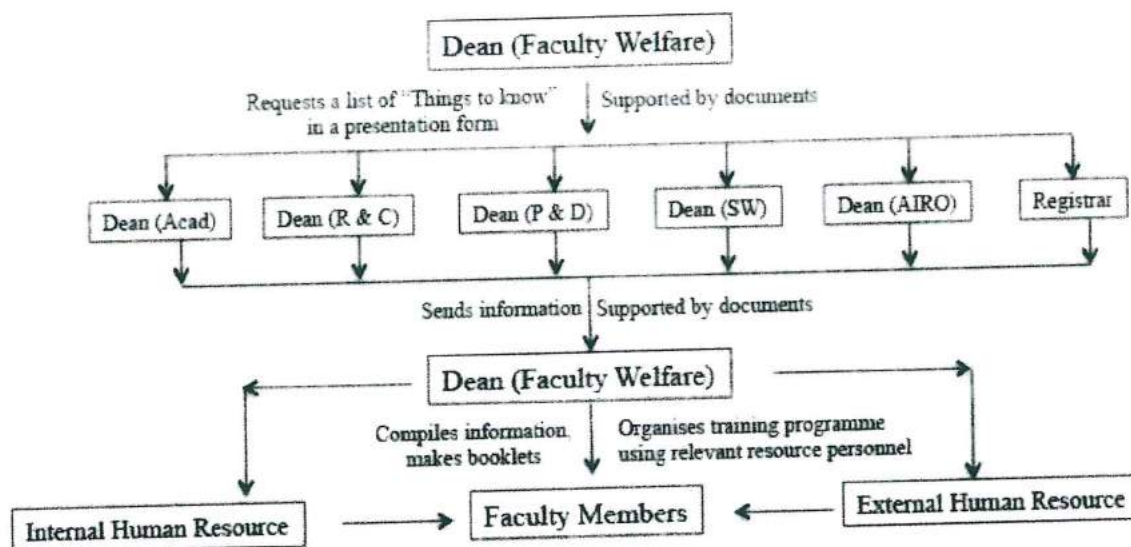 Dean (Faculty Welfare)
Requests a list of "Things to know"
in a presentation form
Supported by documents
Dean (Acad)
Dean (R & C)
Dean (P & D)
Dean (SW)
Dean (AIRO)
Registrar
Sends information
Supported by documents
Dean (Faculty Welfare)
Compiles information,
makes booklets
Organises training programme
using relevant resource personnel
Internal Human Resource
Faculty Members
External Human Resource